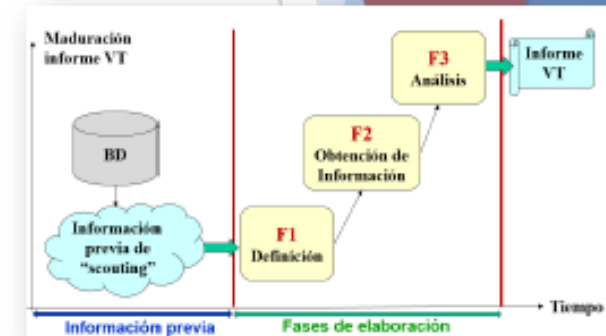 Maduración
informe VT
F3
Análisis
Informe
VT
BD
F2
Obtención de
Información
Información
previa de
"scouting"
F1
Definición
Tiempo
Información previa
Fases de elaboración